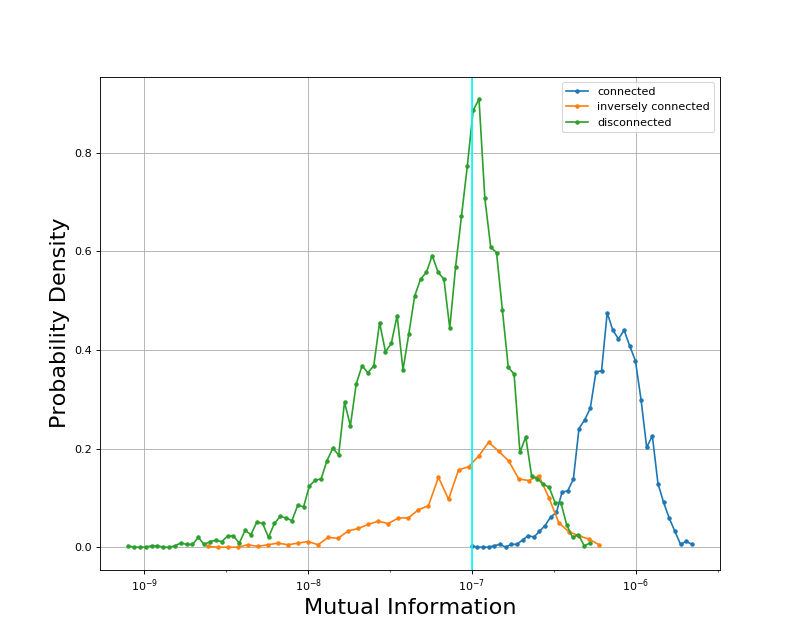 connected
inversely connected
disconnected
0.8
0.6
0.4
0.2
0.0
Probability Density
10⁻⁹
10⁻⁸
10⁻⁷
10⁻⁶
Mutual Information